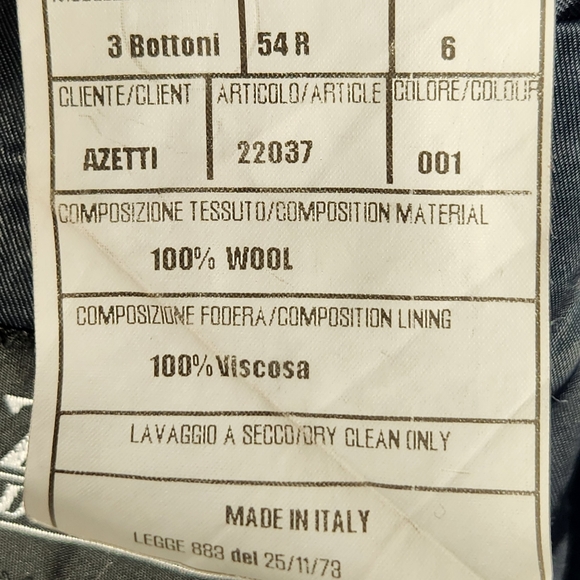 3 Bottoni 54 R 6
CLIENTE/CLIENT ARTICOLO/ARTICLE COLORE/COLOUR
AZETTI 22037 001
COMPOSIZIONE TESSUTO/COMPOSITION MATERIAL
100% WOOL
COMPOSIZIONE FODERA/COMPOSITION LINING
100% Viscosa
LAVAGGIO A SECCO/DRY CLEAN ONLY
MADE IN ITALY
LEGGE 883 del 25/11/73